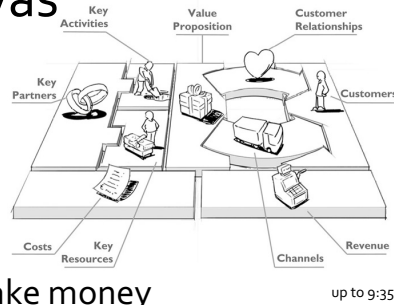 vas
Key
Activities
Value
Proposition
Customer
Relationships
Key
Partners
Customers
Costs
Key
Resources
Channels
Revenue
ake money
up to 9:35